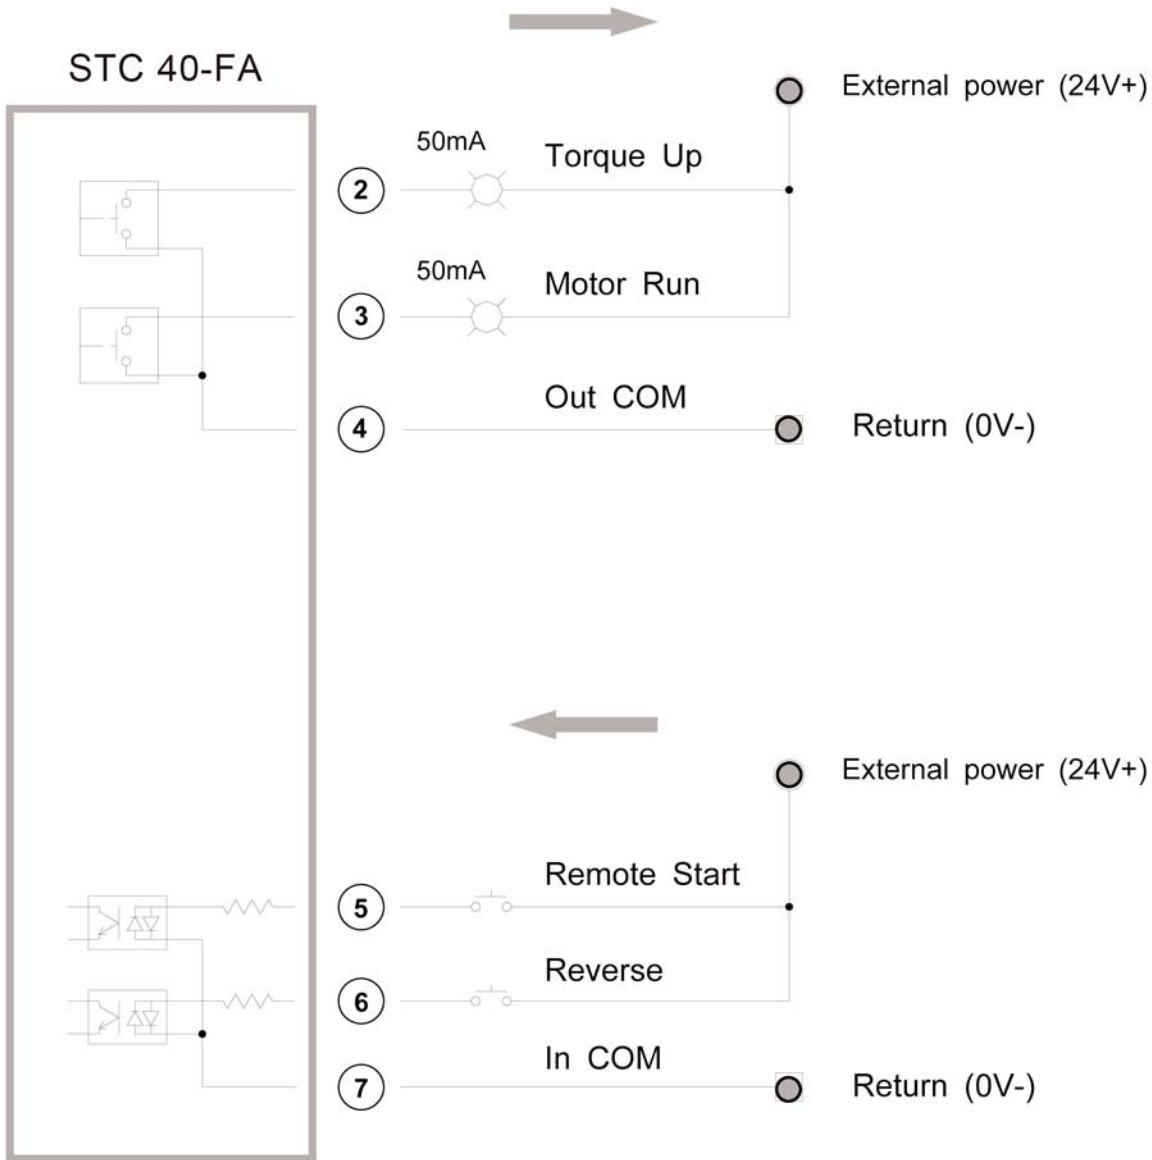 STC 40-FA
External power (24V+)
50mA
Torque Up
2
50mA
Motor Run
3
Out COM
4
Return (0V-)
External power (24V+)
Remote Start
5
Reverse
6
In COM
7
Return (0V-)